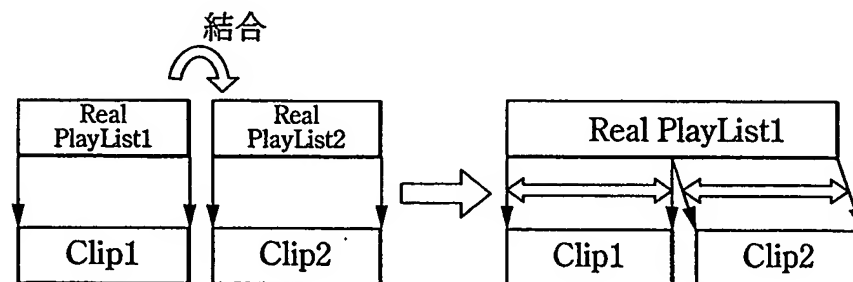 結合
Real
PlayList1
Real
PlayList2
Real PlayList1
Clip1
Clip2
Clip1
Clip2